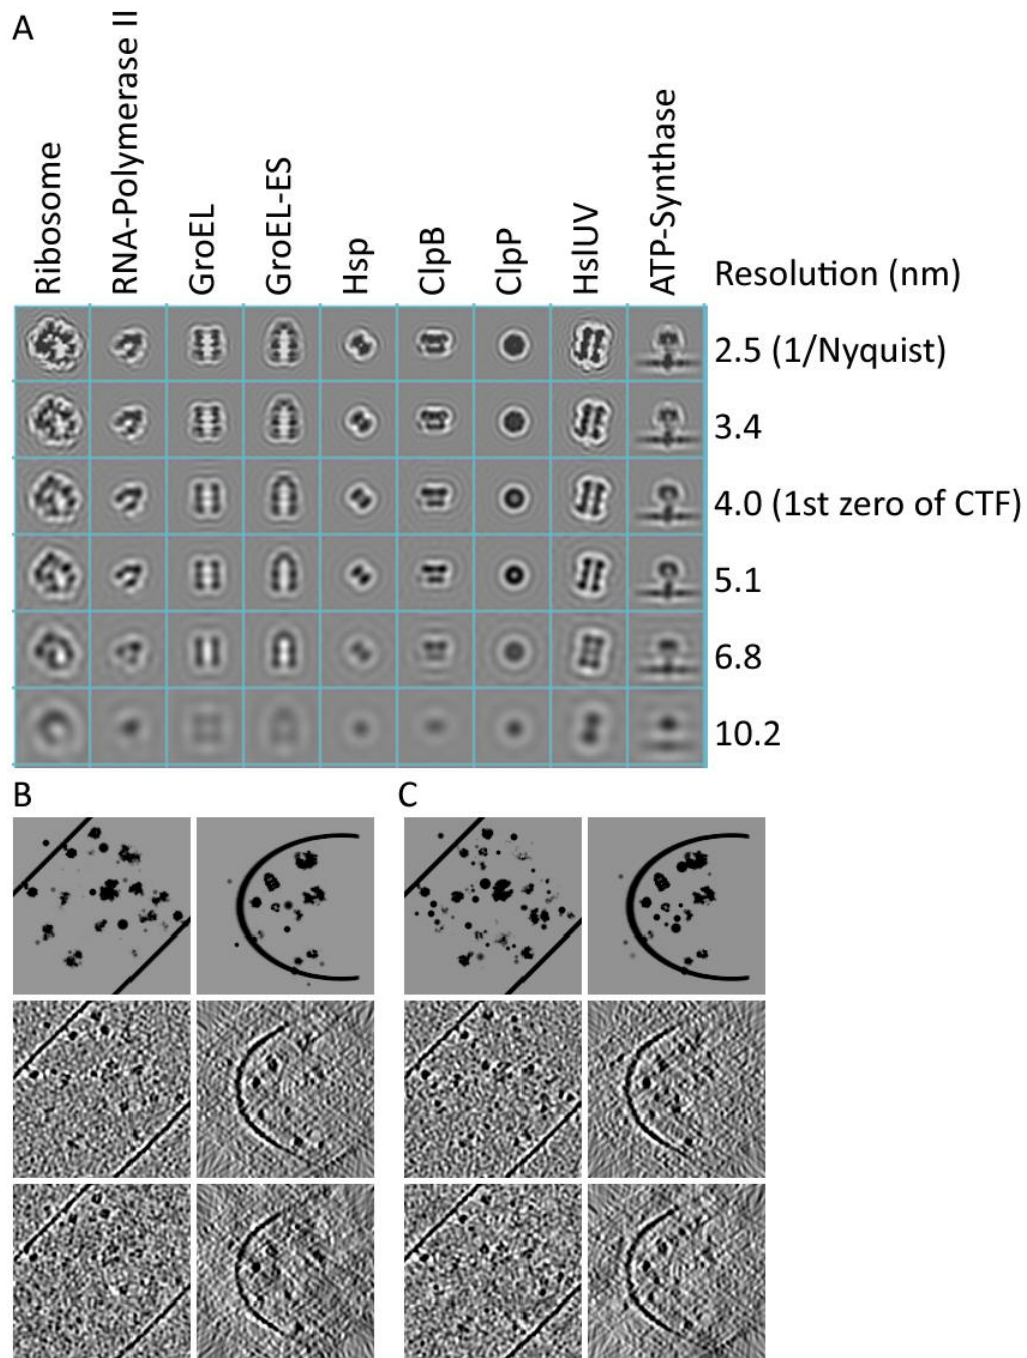 A
Ribosome
RNA-Polymerase II
GroEL
GroEL-ES
Hsp
ClpB
ClpP
HslUV
ATP-Synthase
Resolution (nm)
2.5 (1/Nyquist)
3.4
4.0 (1st zero of CTF)
5.1
6.8
10.2
B
C